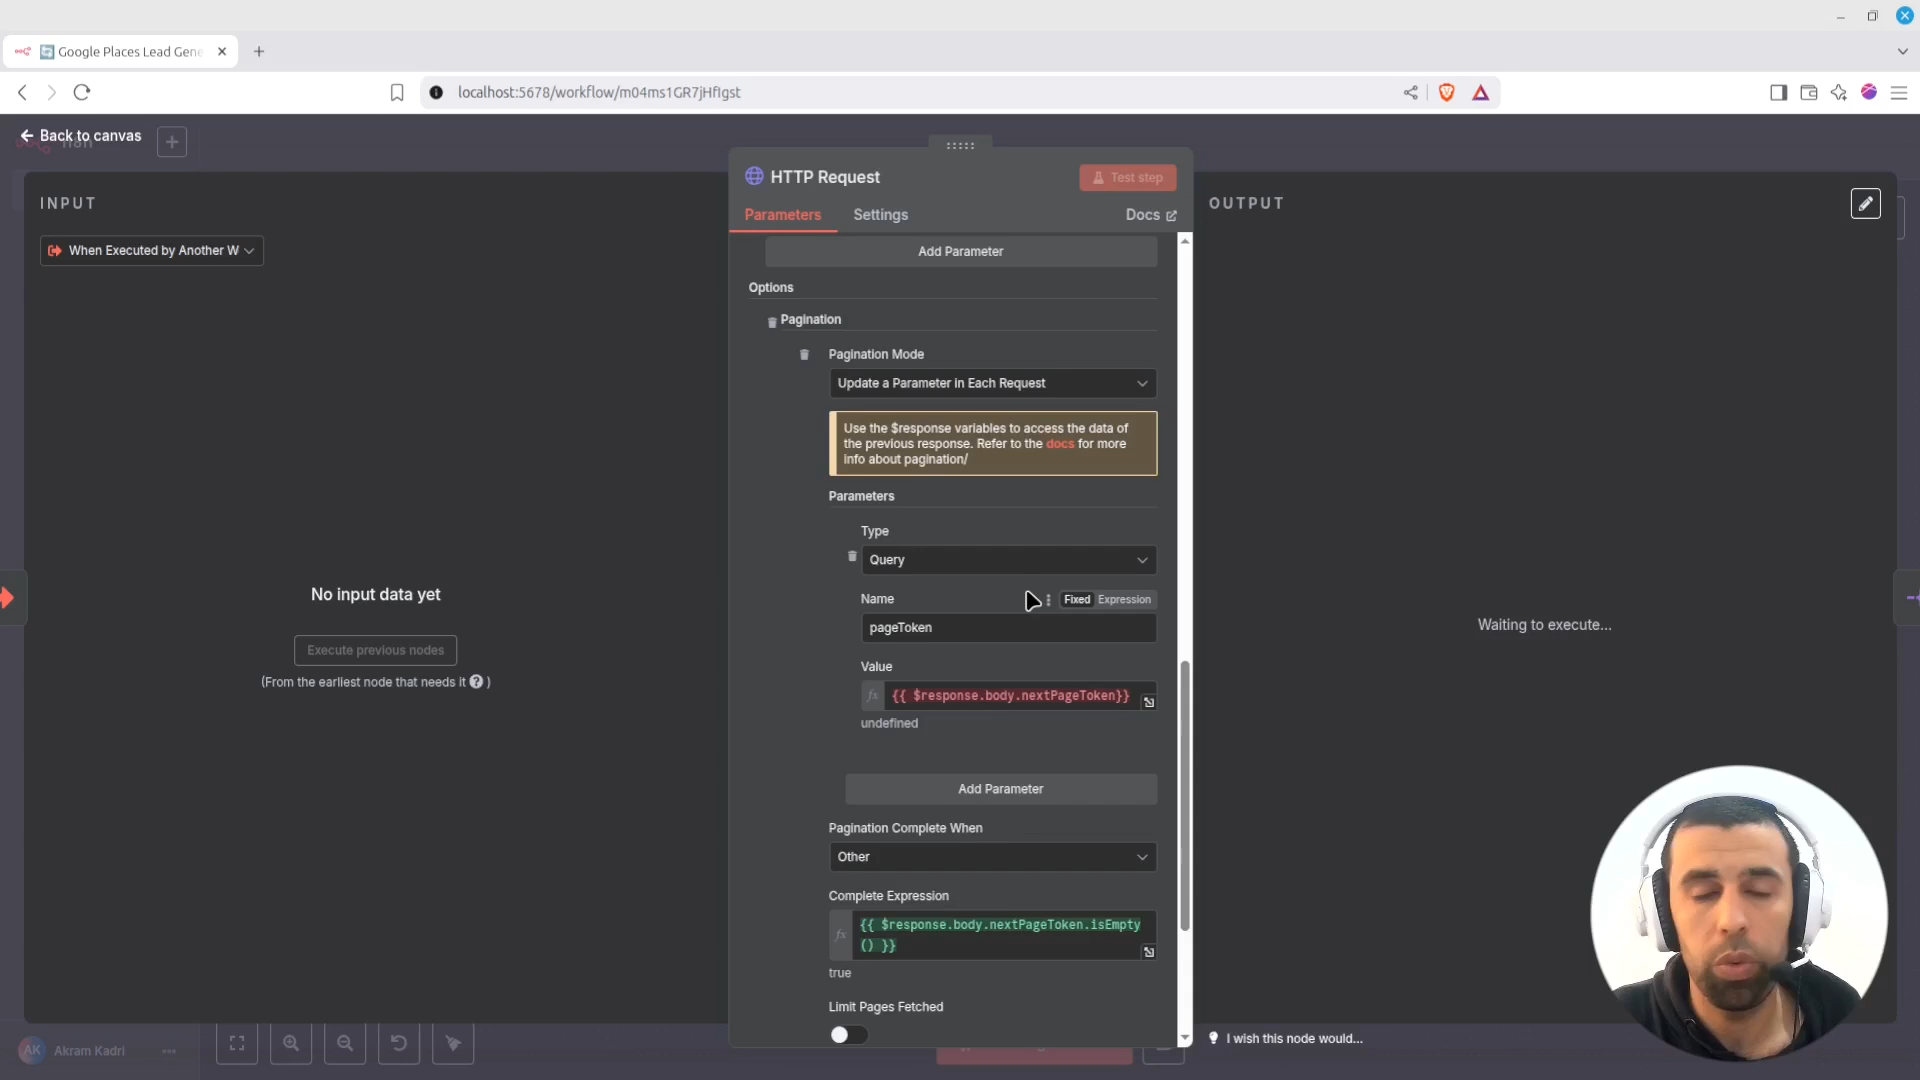 Google Places Lead Gene
localhost:5678/workflow/m04ms1GR7jHfIgst
Back to canvas
INPUT
When Executed by Another W
No input data yet
Execute previous nodes
(From the earliest node that needs it ? )
HTTP Request
Test step
Parameters
Settings
Docs
Add Parameter
Options
Pagination
Pagination Mode
Update a Parameter in Each Request
Use the $response variables to access the data of
the previous response. Refer to the docs for more
info about pagination/
Parameters
Type
Query
Name
Fixed Expression
pageToken
Value
fx {{ $response.body.nextPageToken}}
undefined
Add Parameter
Pagination Complete When
Other
Complete Expression
fx {{ $response.body.nextPageToken.isEmpty
() }}
true
Limit Pages Fetched
OUTPUT
Waiting to execute...
I wish this node would...
AK Akram Kadri